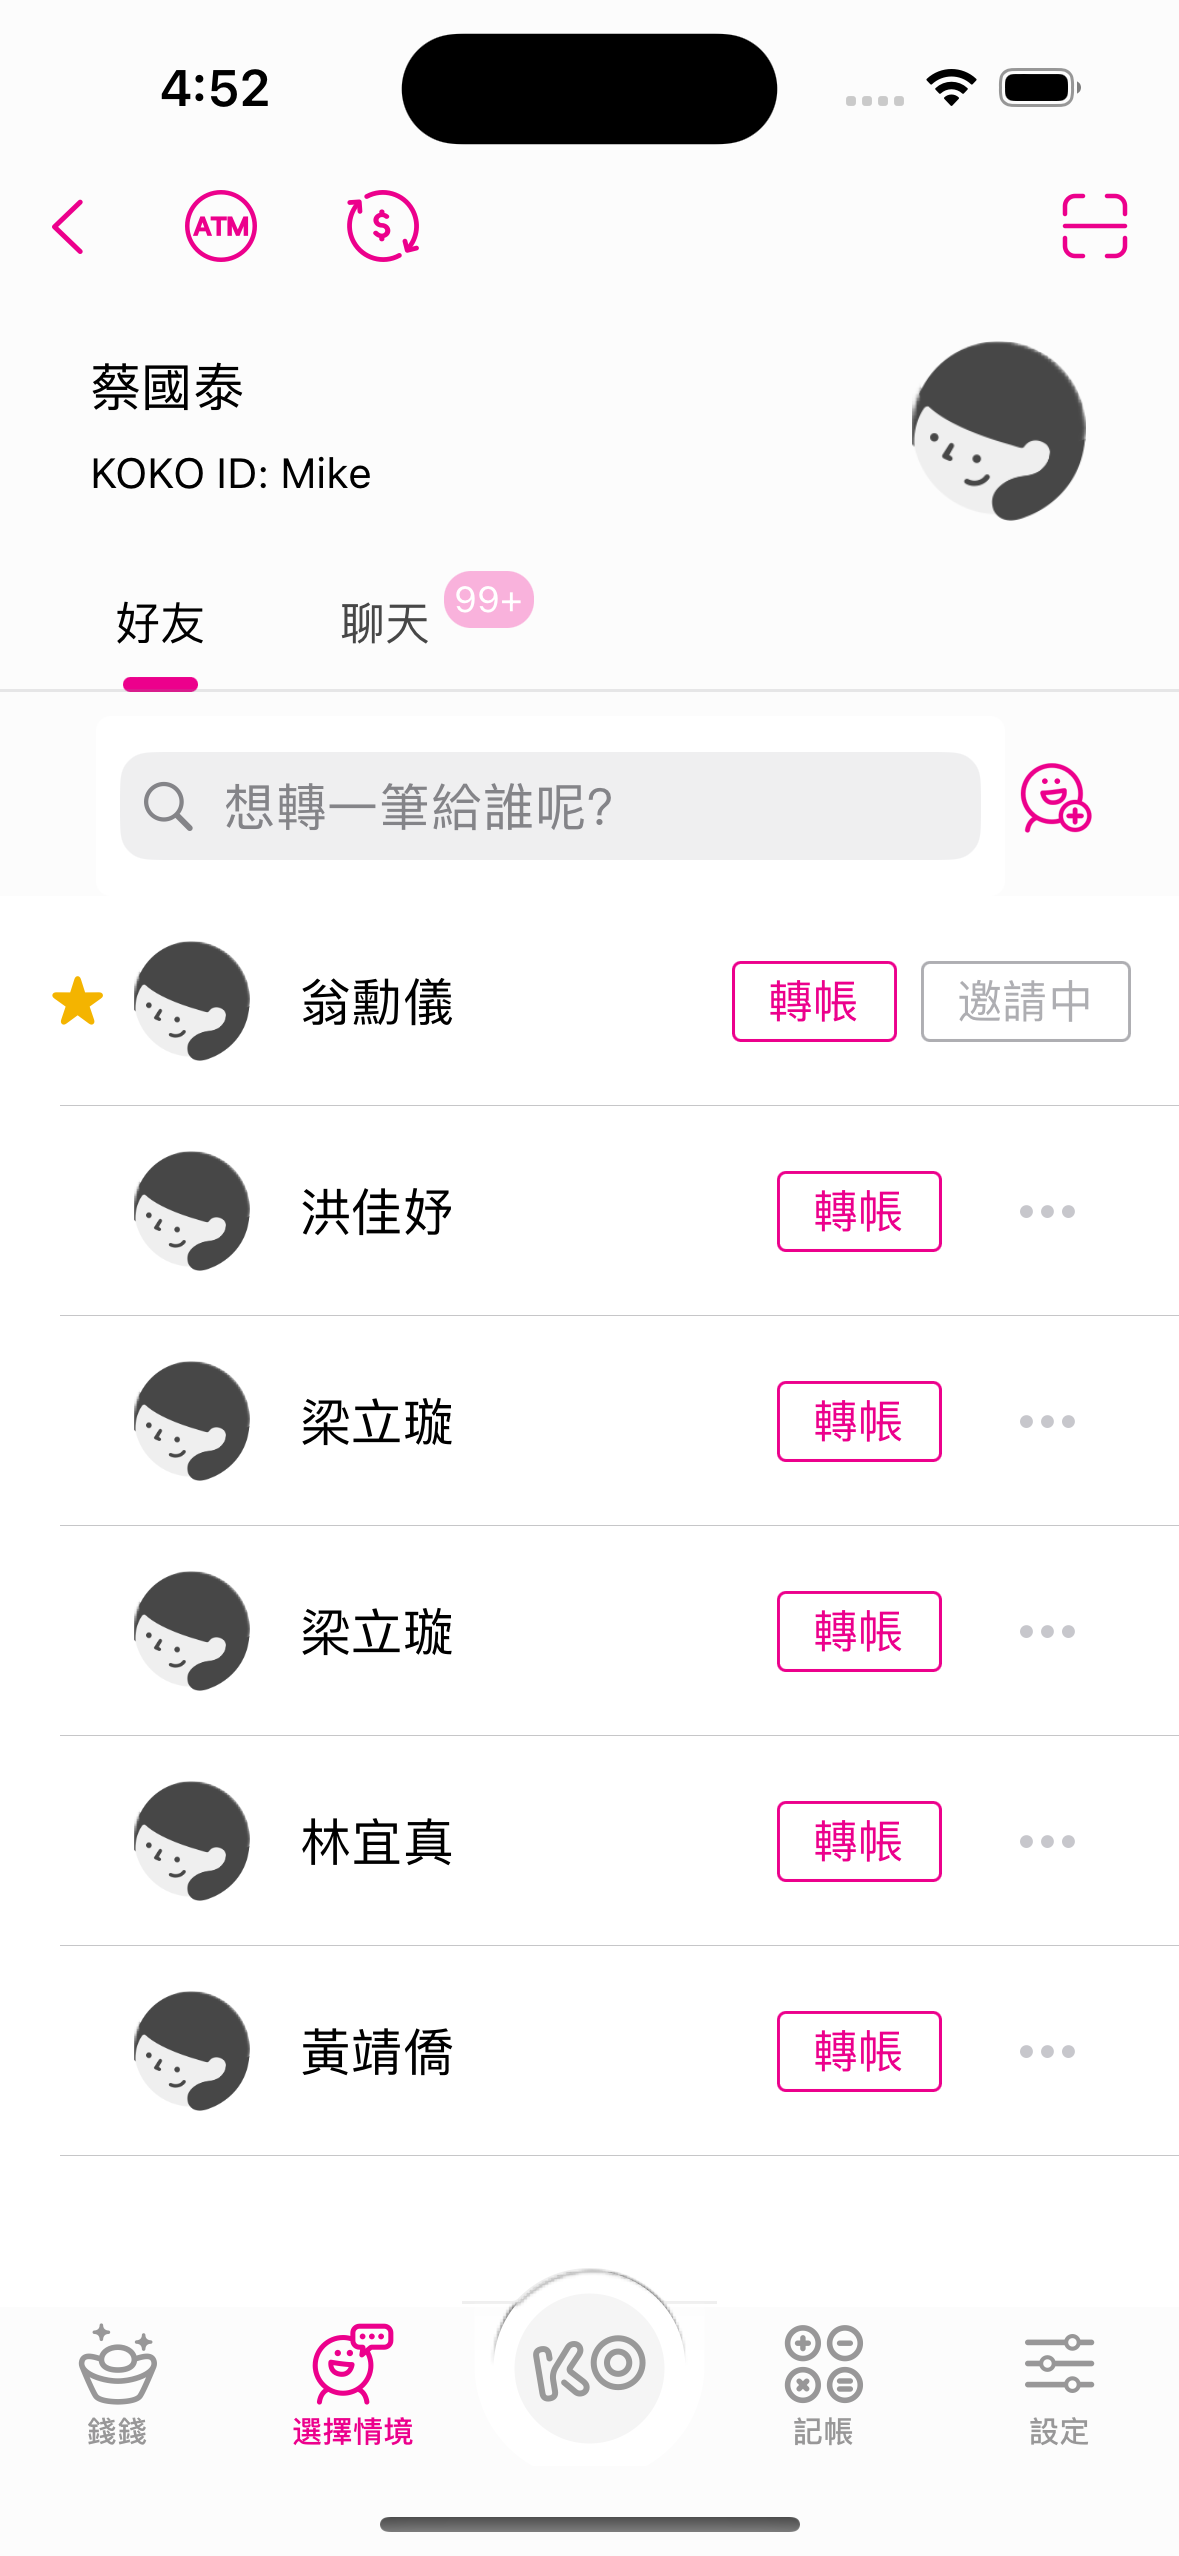 4:52
ATM
$
蔡國泰
KOKO ID: Mike
好友 聊天 99+
想轉一筆給誰呢?
翁勳儀 轉帳 邀請中
洪佳妤 轉帳
梁立璇 轉帳
梁立璇 轉帳
林宜真 轉帳
黃靖僑 轉帳
KO
錢錢 選擇情境 記帳 設定